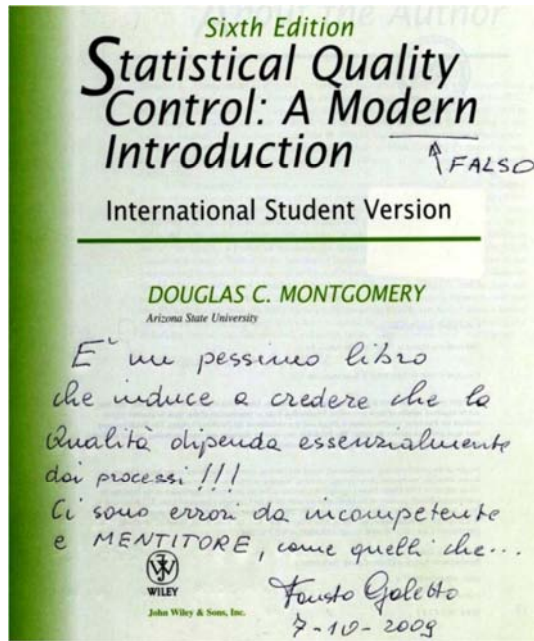 Sixth Edition
Statistical Quality
Control: A Modern
Introduction
FALSO
International Student Version
DOUGLAS C. MONTGOMERY
Arizona State University
E' un pessimo libro
che induce a credere che la
Qualità dipenda essenzialmente
dai processi !!!
Ci sono errori da incompetente
e MENTITORE, come quelli che...
WILEY
Fausto Galetto
John Wiley & Sons, Inc.
7-10-2009